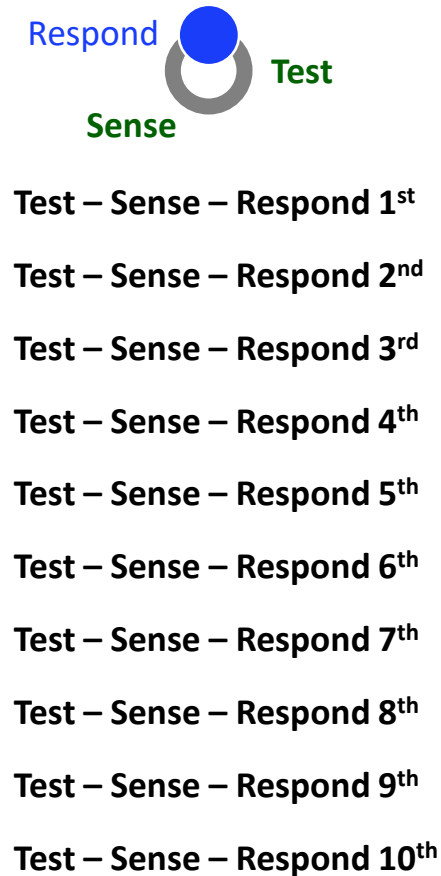 Respond
Test
Sense
Test – Sense – Respond 1st
Test – Sense – Respond 2nd
Test – Sense – Respond 3rd
Test – Sense – Respond 4th
Test – Sense – Respond 5th
Test – Sense – Respond 6th
Test – Sense – Respond 7th
Test – Sense – Respond 8th
Test – Sense – Respond 9th
Test – Sense – Respond 10th